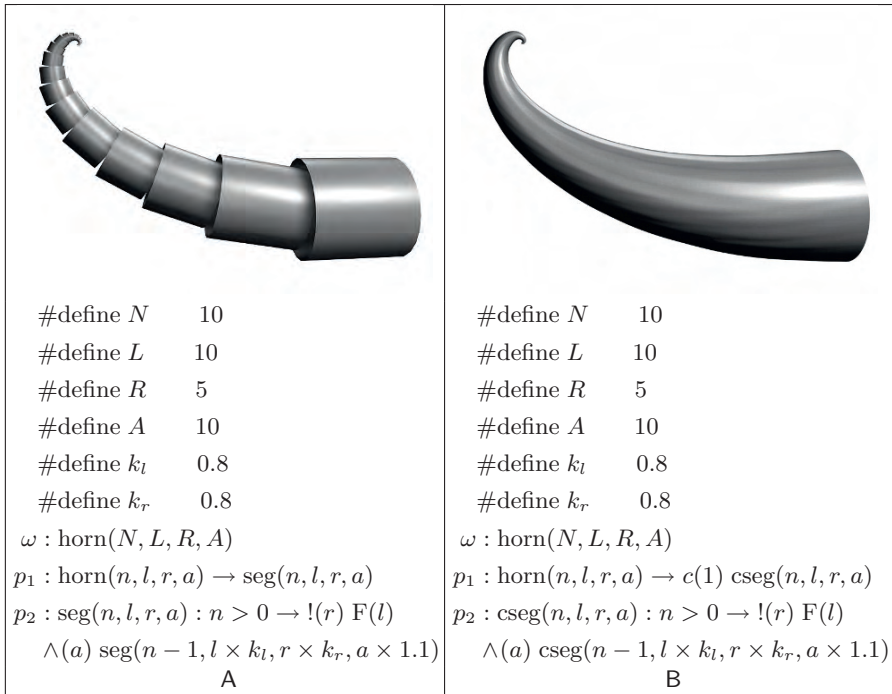 #define N 10
#define L 10
#define R 5
#define A 10
#define k_l 0.8
#define k_r 0.8
ω : horn(N, L, R, A)
p_1 : horn(n, l, r, a) → seg(n, l, r, a)
p_2 : seg(n, l, r, a) : n > 0 → !(r) F(l)
∧(a) seg(n − 1, l × k_l, r × k_r, a × 1.1)
A
#define N 10
#define L 10
#define R 5
#define A 10
#define k_l 0.8
#define k_r 0.8
ω : horn(N, L, R, A)
p_1 : horn(n, l, r, a) → c(1) cseg(n, l, r, a)
p_2 : cseg(n, l, r, a) : n > 0 → !(r) F(l)
∧(a) cseg(n − 1, l × k_l, r × k_r, a × 1.1)
B